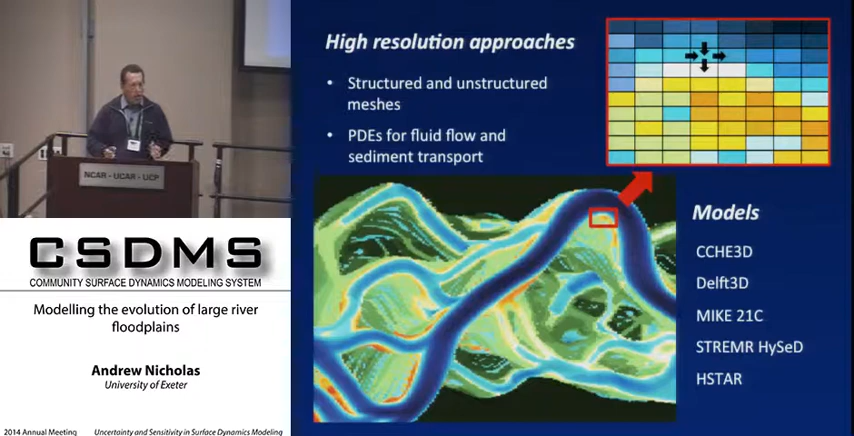 NCAR - UCAR - UCP
CSDMS
COMMUNITY SURFACE DYNAMICS MODELING SYSTEM
Modelling the evolution of large river
floodplains
Andrew Nicholas
University of Exeter
2014 Annual Meeting
Uncertainty and Sensitivity in Surface Dynamics Modeling
High resolution approaches
• Structured and unstructured
meshes
• PDEs for fluid flow and
sediment transport
Models
CCHE3D
Delft3D
MIKE 21C
STREMR HySeD
HSTAR